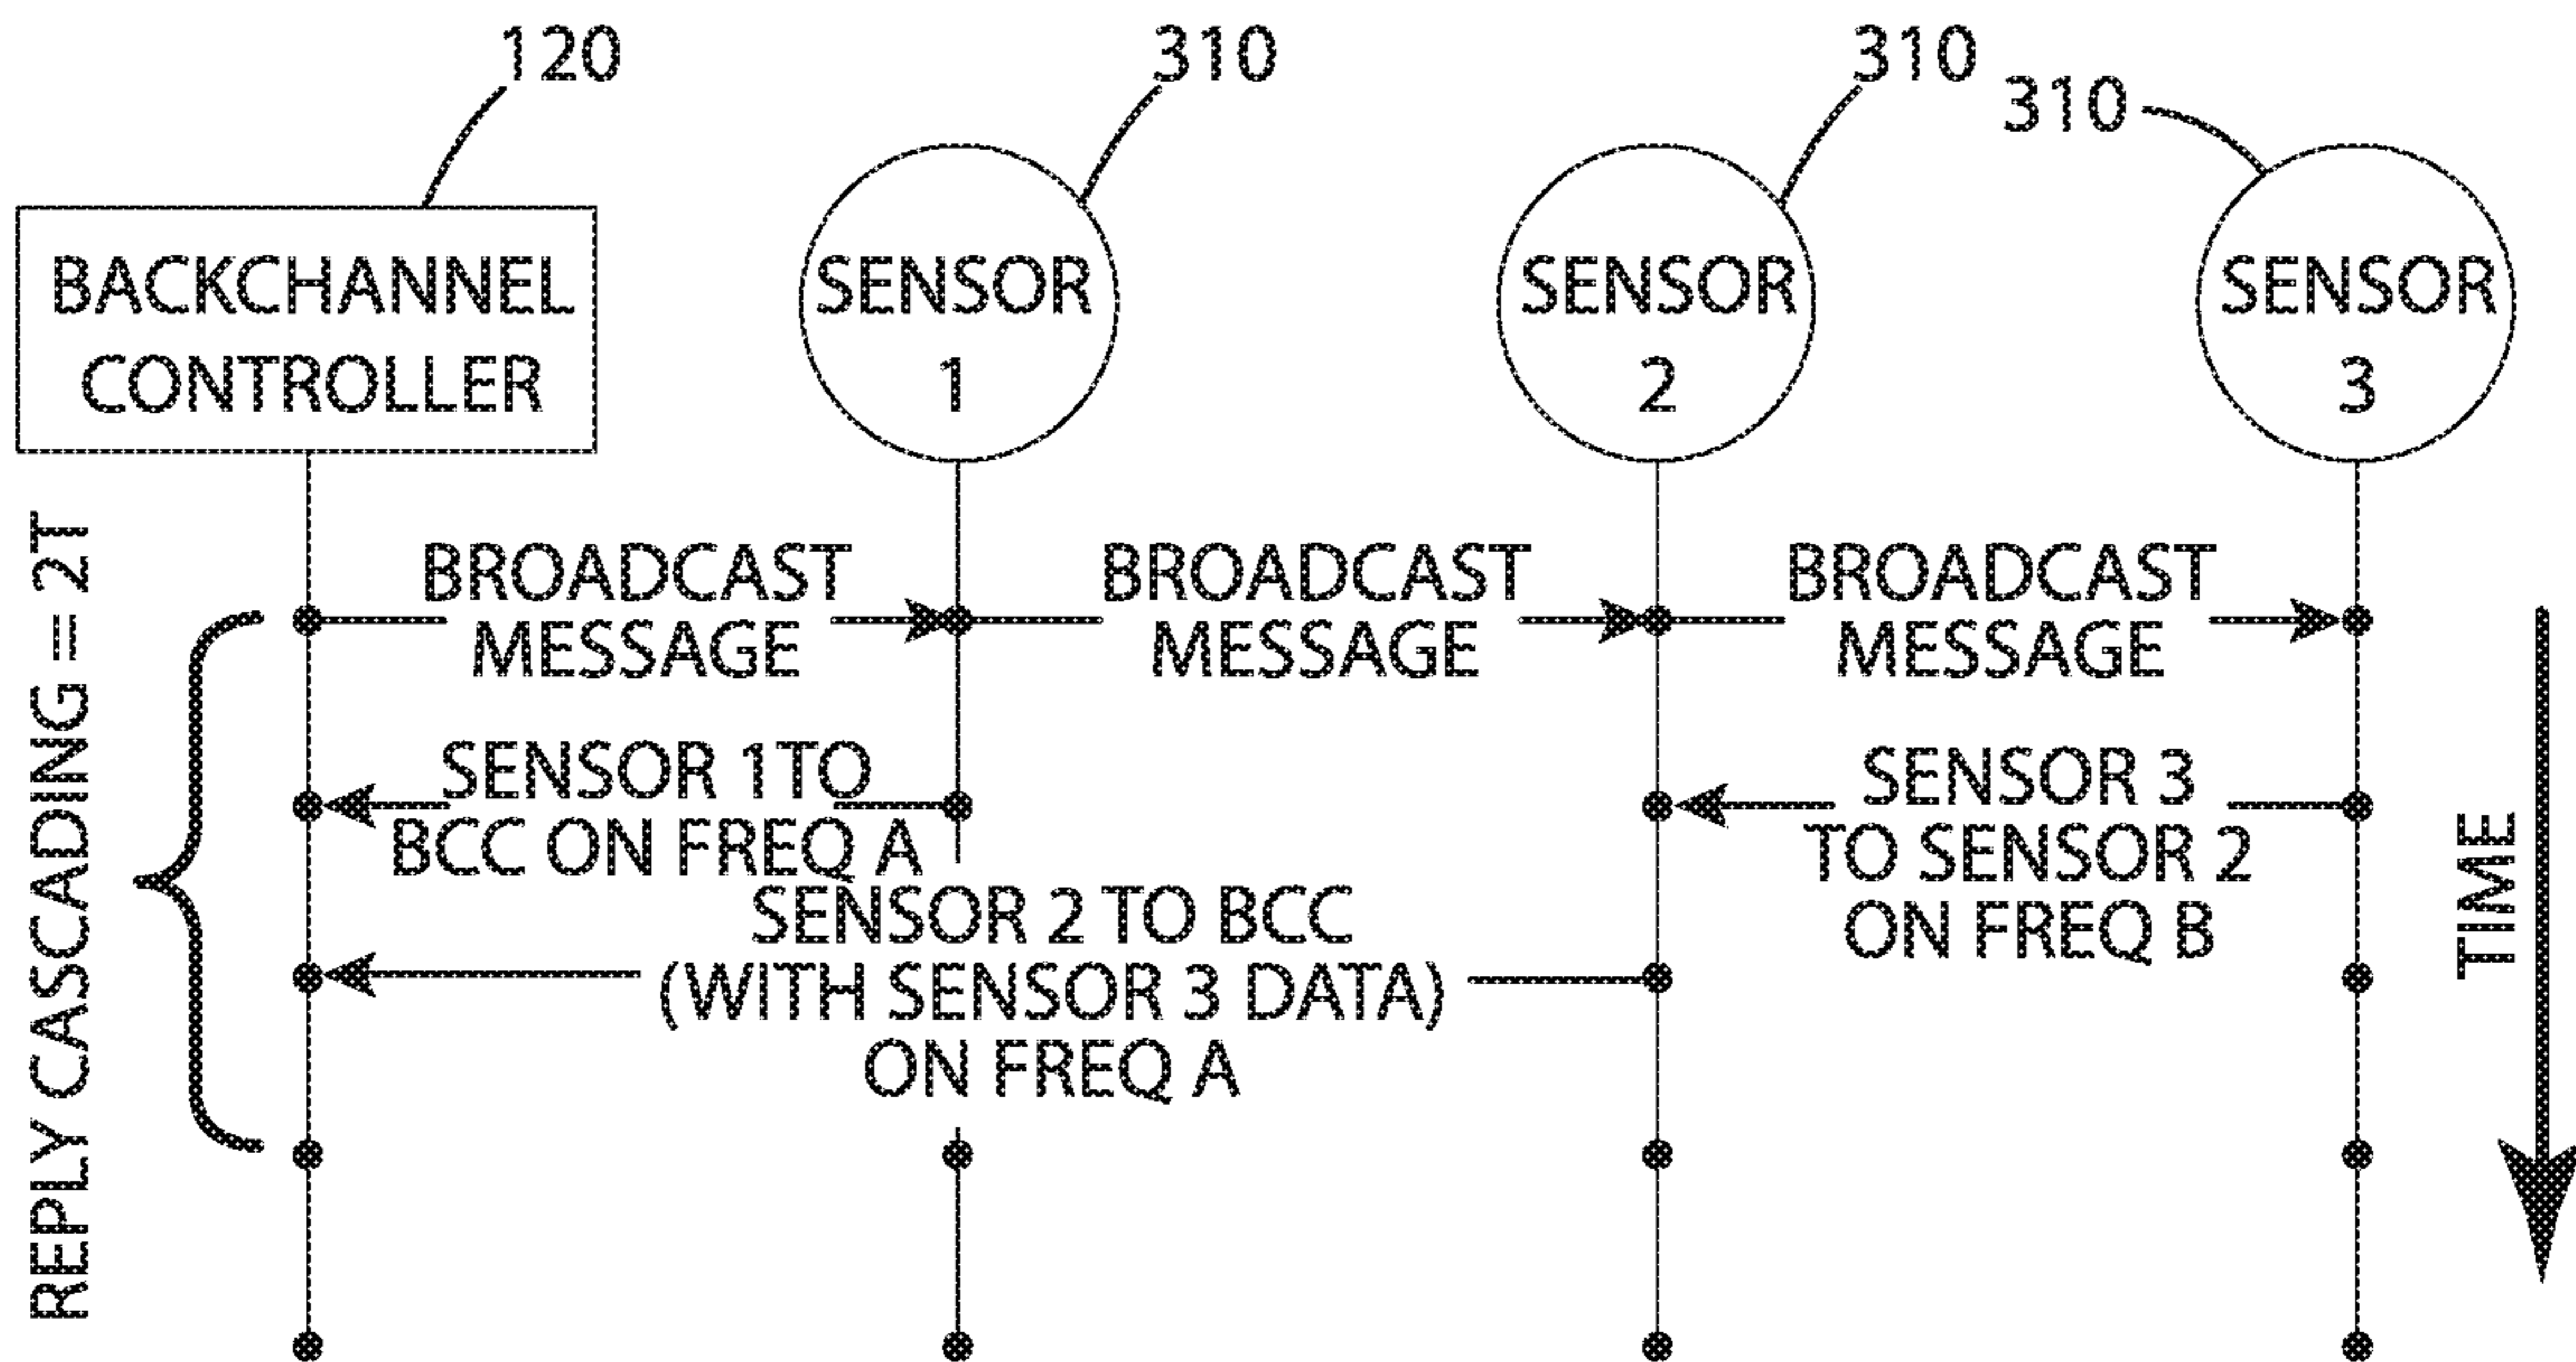 120
310
310
310
BACKCHANNEL
CONTROLLER
SENSOR
1
SENSOR
2
SENSOR
3
REPLY CASCADING = 2T
BROADCAST
MESSAGE
BROADCAST
MESSAGE
BROADCAST
MESSAGE
SENSOR 1 TO
BCC ON FREQ A
SENSOR 3
TO SENSOR 2
ON FREQ B
SENSOR 2 TO BCC
(WITH SENSOR 3 DATA)
ON FREQ A
TIME